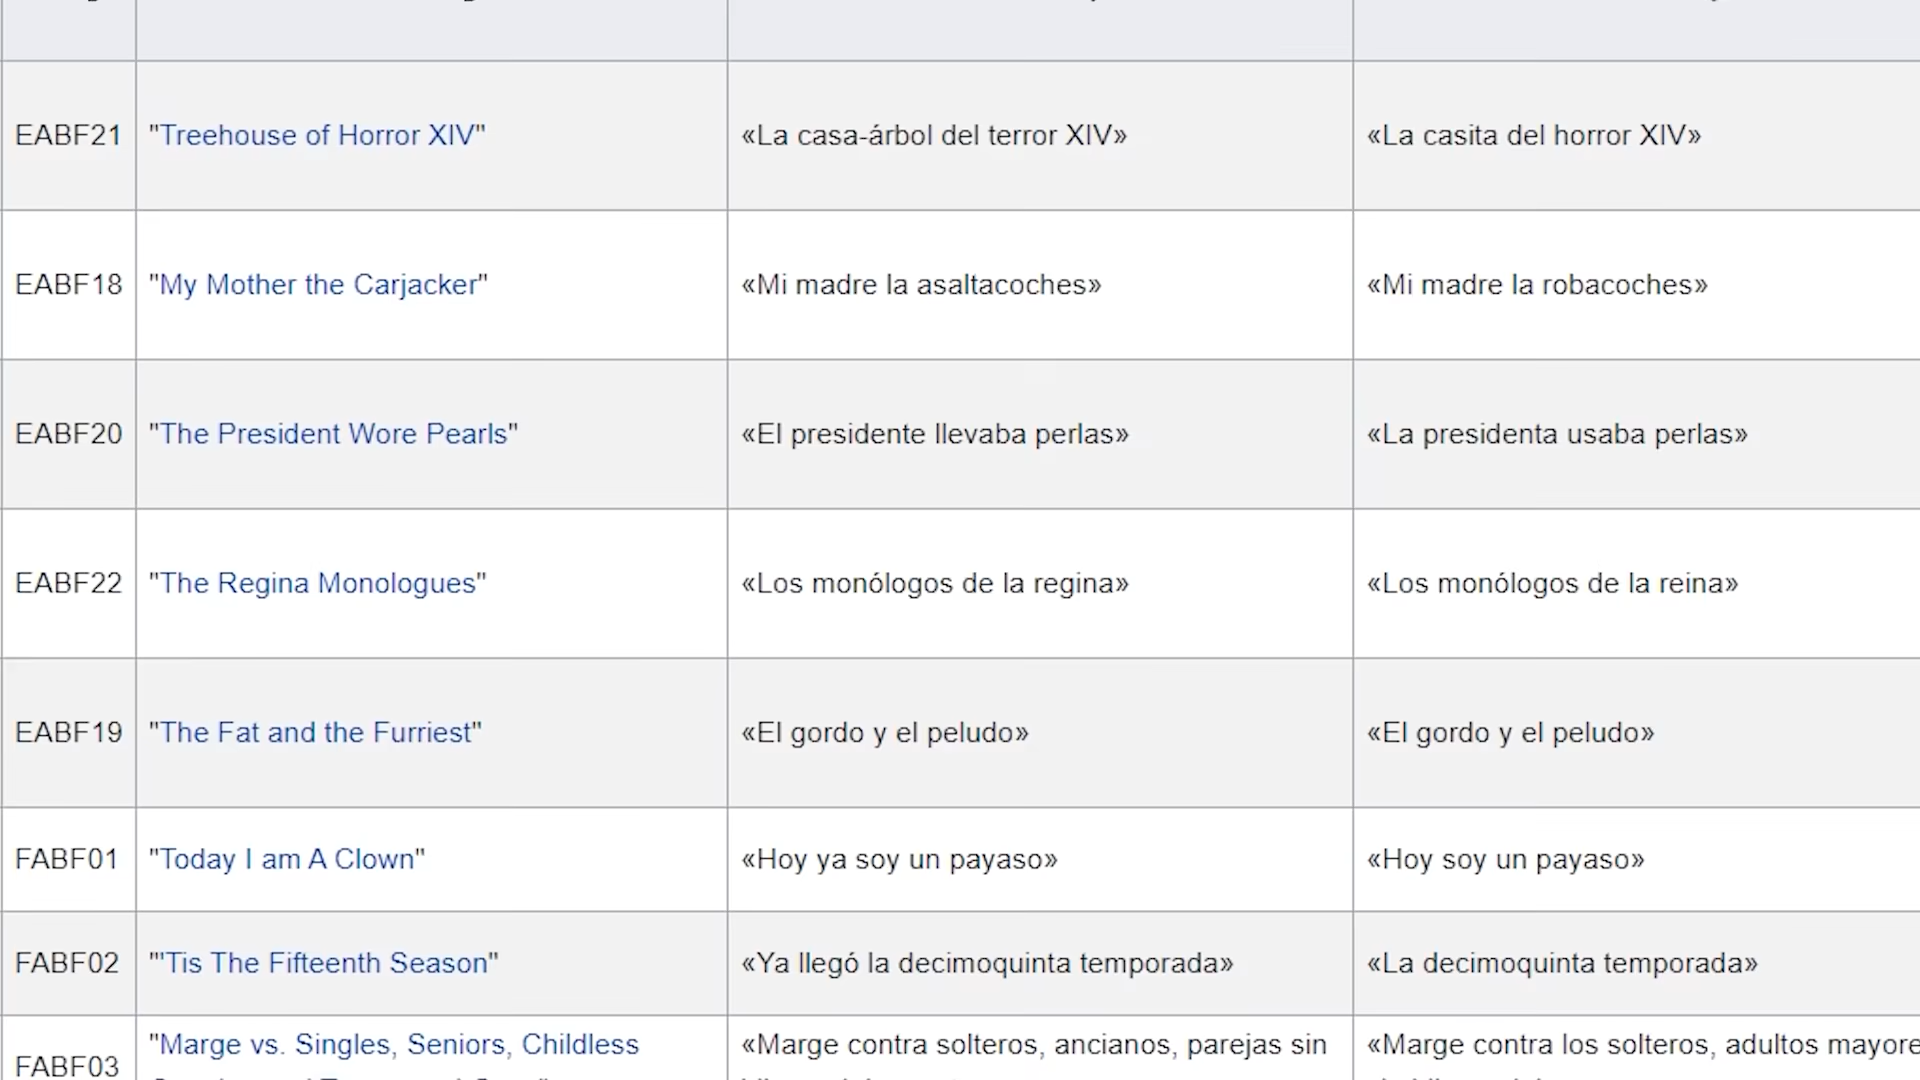 EABF21 "Treehouse of Horror XIV" «La casa-árbol del terror XIV» «La casita del horror XIV»
EABF18 "My Mother the Carjacker" «Mi madre la asaltacoches» «Mi madre la robacoches»
EABF20 "The President Wore Pearls" «El presidente llevaba perlas» «La presidenta usaba perlas»
EABF22 "The Regina Monologues" «Los monólogos de la regina» «Los monólogos de la reina»
EABF19 "The Fat and the Furriest" «El gordo y el peludo» «El gordo y el peludo»
FABF01 "Today I am A Clown" «Hoy ya soy un payaso» «Hoy soy un payaso»
FABF02 "'Tis The Fifteenth Season" «Ya llegó la decimoquinta temporada» «La decimoquinta temporada»
FABF03 "Marge vs. Singles, Seniors, Childless «Marge contra solteros, ancianos, parejas sin «Marge contra los solteros, adultos mayore